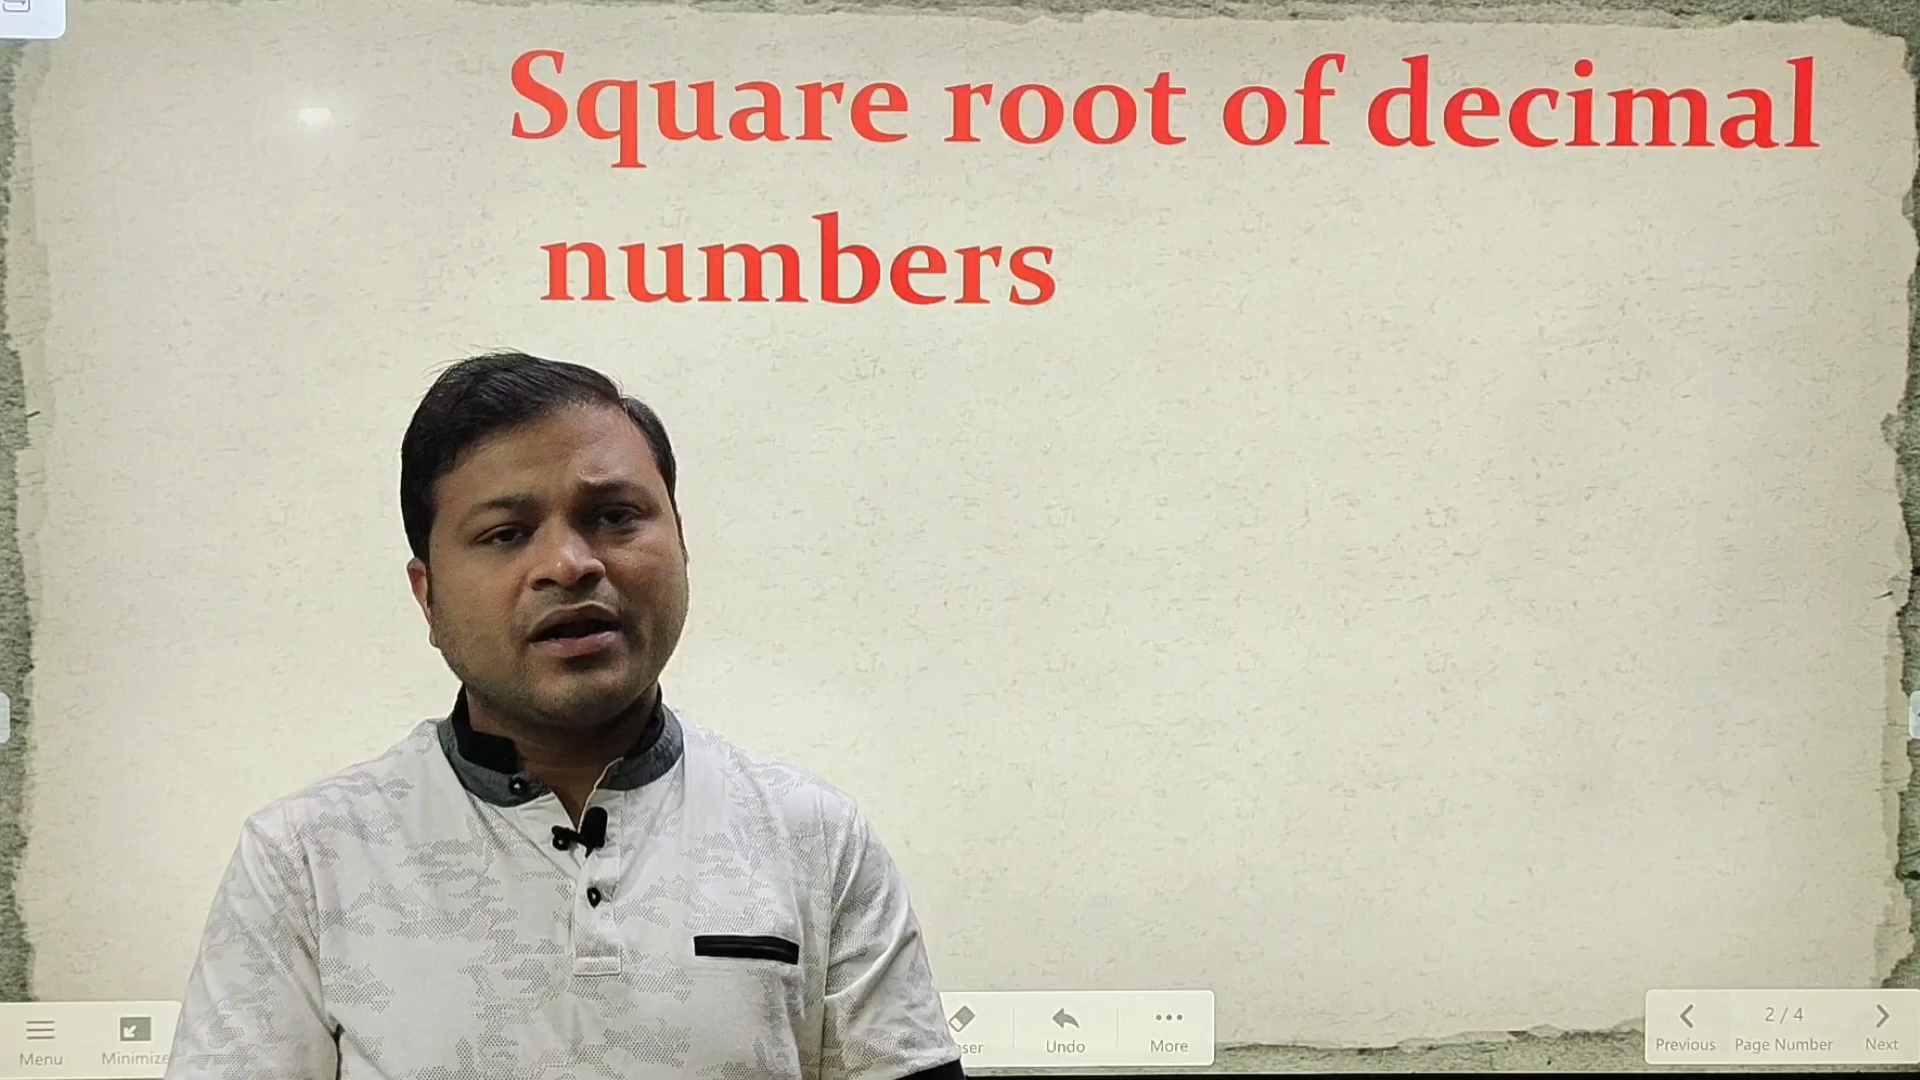 Square root of decimal
numbers
Menu
Minimize
Undo
More
2 / 4
Previous
Page Number
Next